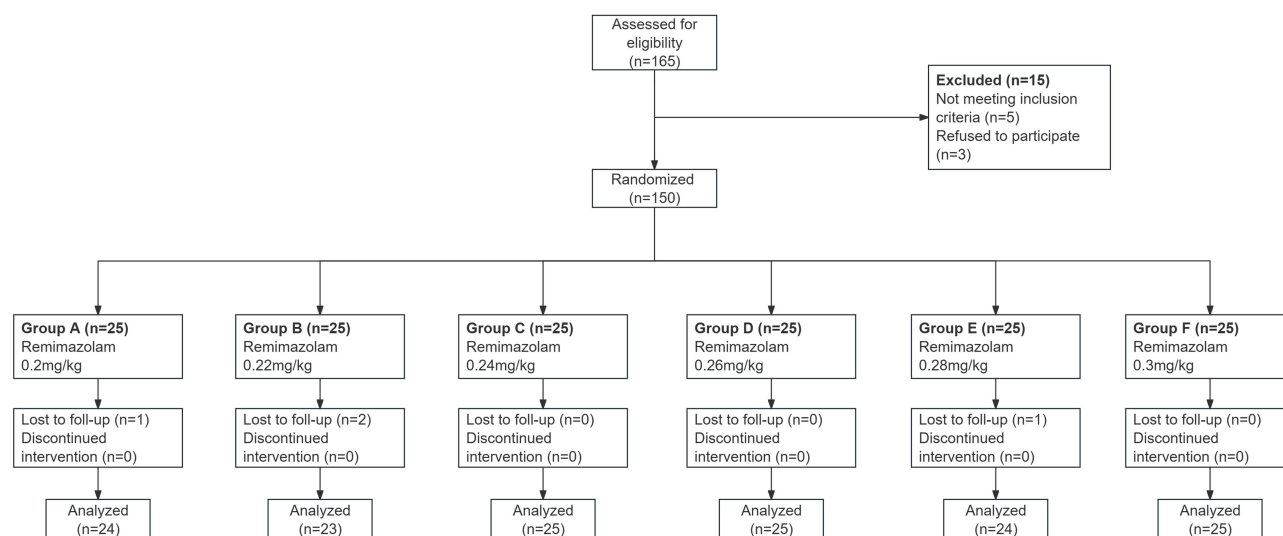 Assessed for
eligibility
(n=165)
Excluded (n=15)
Not meeting inclusion
criteria (n=5)
Refused to participate
(n=3)
Randomized
(n=150)
Group A (n=25)
Remimazolam
0.2mg/kg
Group B (n=25)
Remimazolam
0.22mg/kg
Group C (n=25)
Remimazolam
0.24mg/kg
Group D (n=25)
Remimazolam
0.26mg/kg
Group E (n=25)
Remimazolam
0.28mg/kg
Group F (n=25)
Remimazolam
0.3mg/kg
Lost to foll-up (n=1)
Discontinued
intervention (n=0)
Lost to foll-up (n=2)
Discontinued
intervention (n=0)
Lost to foll-up (n=0)
Discontinued
intervention (n=0)
Lost to foll-up (n=0)
Discontinued
intervention (n=0)
Lost to foll-up (n=1)
Discontinued
intervention (n=0)
Lost to foll-up (n=0)
Discontinued
intervention (n=0)
Analyzed
(n=24)
Analyzed
(n=23)
Analyzed
(n=25)
Analyzed
(n=25)
Analyzed
(n=24)
Analyzed
(n=25)